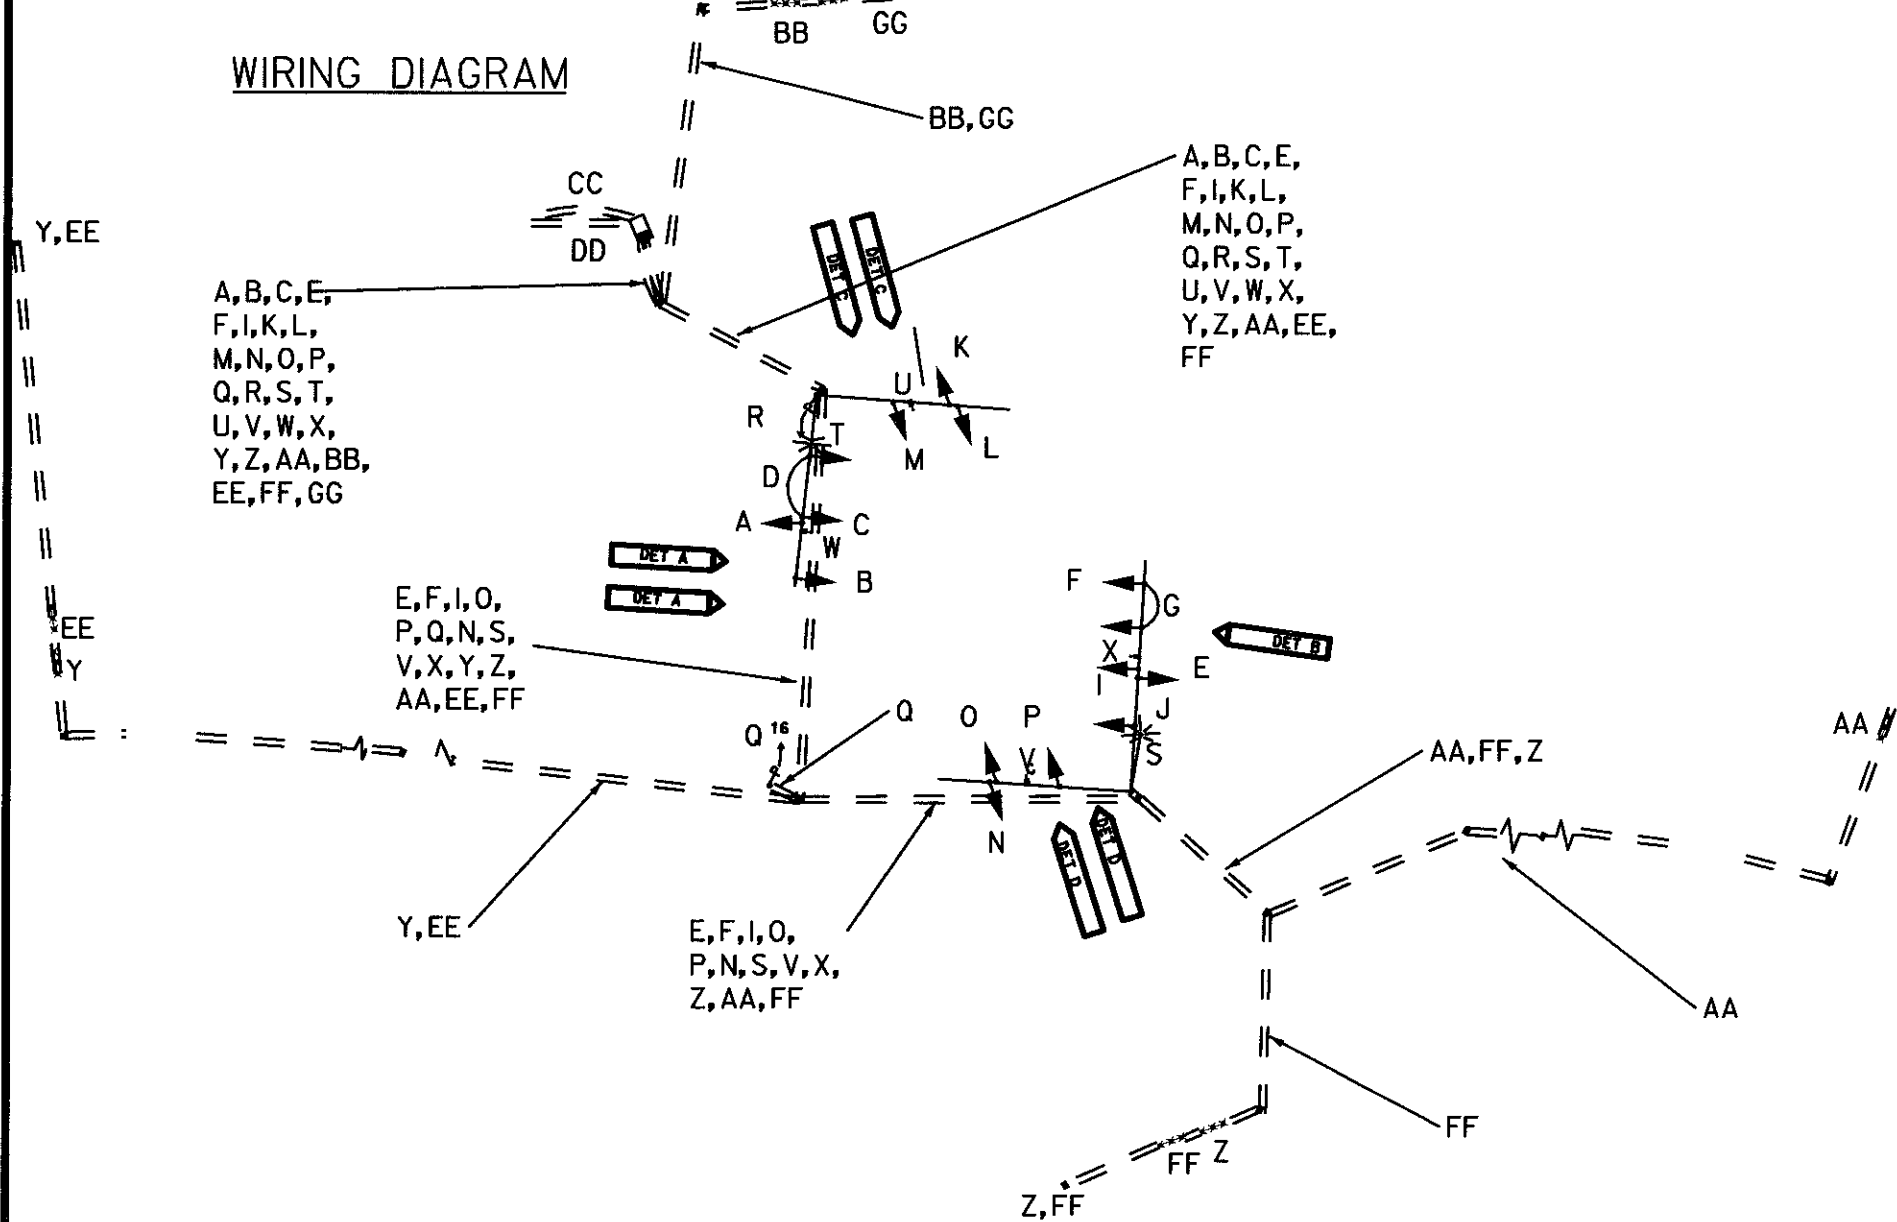 BB
GG
WIRING DIAGRAM
BB,GG
A,B,C,E,
F,I,K,L,
M,N,O,P,
Q,R,S,T,
U,V,W,X,
Y,Z,AA,EE,
FF
CC
DD
Y,EE
A,B,C,E,
F,I,K,L,
M,N,O,P,
Q,R,S,T,
U,V,W,X,
Y,Z,AA,BB,
EE,FF,GG
DET C
DET C
K
U
R
T
M
L
D
A
C
W
B
DET A
DET A
E,F,I,O,
P,Q,N,S,
V,X,Y,Z,
AA,EE,FF
F
G
DET B
X
E
I
J
S
EE
Y
Q 16
Q
O
P
V
N
DET D
DET D
AA,FF,Z
AA
Y,EE
E,F,I,O,
P,N,S,V,X,
Z,AA,FF
AA
FF
FF
Z
Z,FF